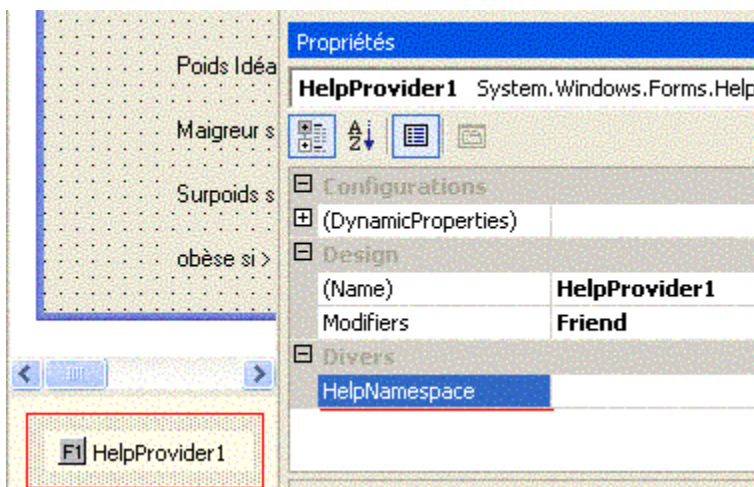 Poids Idéa
Maigreur s
Surpoids s
obèse si >
F1 HelpProvider1
Propriétés
HelpProvider1 System.Windows.Forms.Help
A
Z
Configurations
(DynamicProperties)
Design
(Name) HelpProvider1
Modifiers Friend
Divers
HelpNamespace